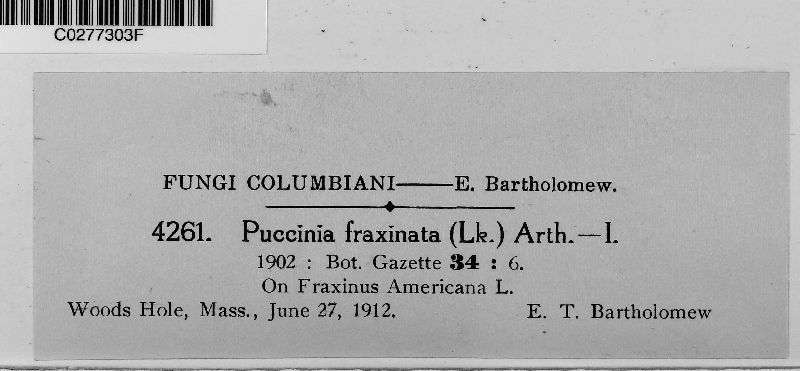 C0277303F
FUNGI COLUMBIANI——E. Bartholomew.
4261. Puccinia fraxinata (Lk.) Arth.—I.
1902 : Bot. Gazette 34 : 6.
On Fraxinus Americana L.
Woods Hole, Mass., June 27, 1912. E. T. Bartholomew